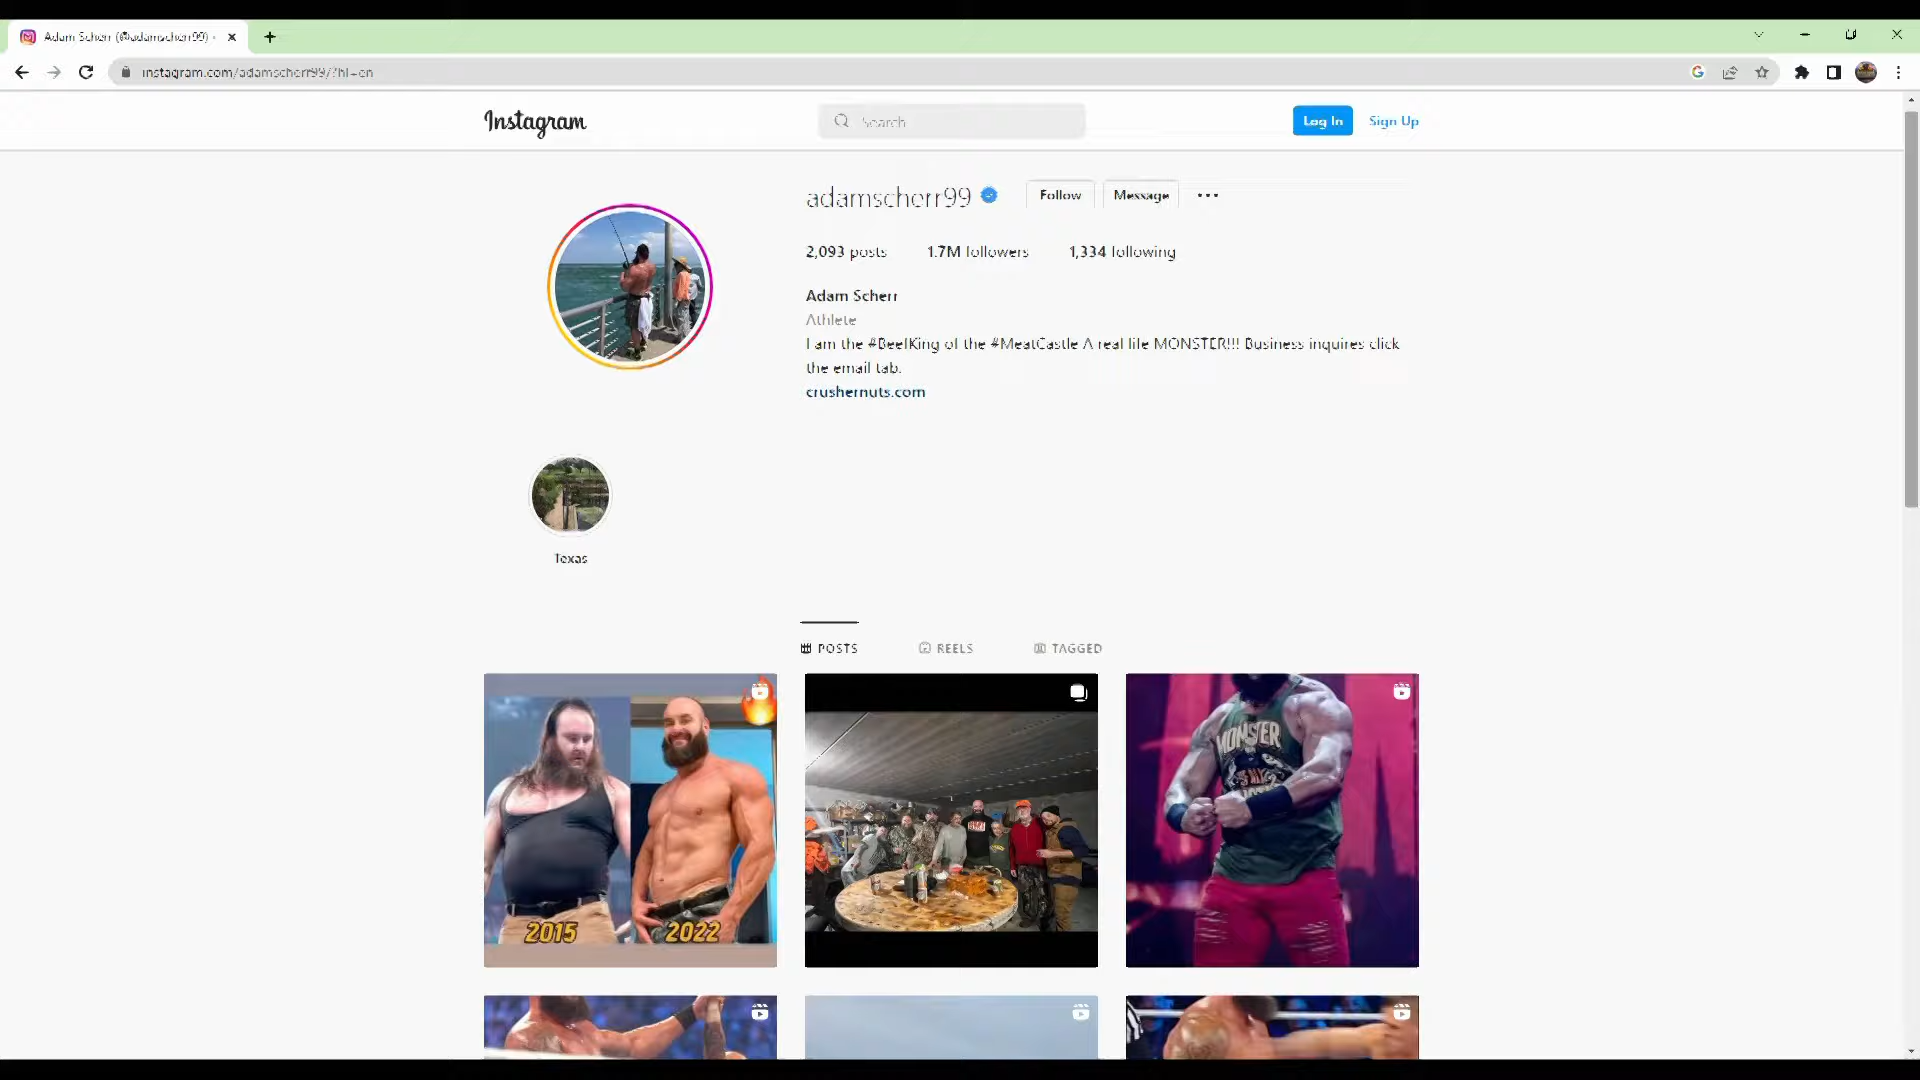 Adam Scherr (@adamscherr99) •
instagram.com/adamscherr99/?hl=en
Instagram
Search
Log In
Sign Up
adamscherr99
Follow
Message
2,093 posts
1.7M followers
1,334 following
Adam Scherr
Athlete
I am the #BeefKing of the #MeatCastle A real life MONSTER!!! Business inquires click
the email tab.
crushernuts.com
Texas
POSTS
REELS
TAGGED
2015
2022
MONSTER